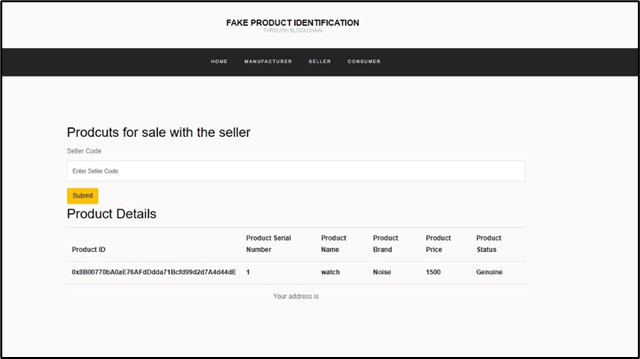 FAKE PRODUCT IDENTIFICATION
THROUGH BLOCKCHAIN
HOME MANUFACTURER SELLER CONSUMER
Prodcuts for sale with the seller
Seller Code
Enter Seller Code
Submit
Product Details
Product ID Product Serial Number Product Name Product Brand Product Price Product Status
0x8B00770bA0aE76AFdDdda71Bcfd99d2d7A4d44dE 1 watch Noise 1500 Genuine
Your address is